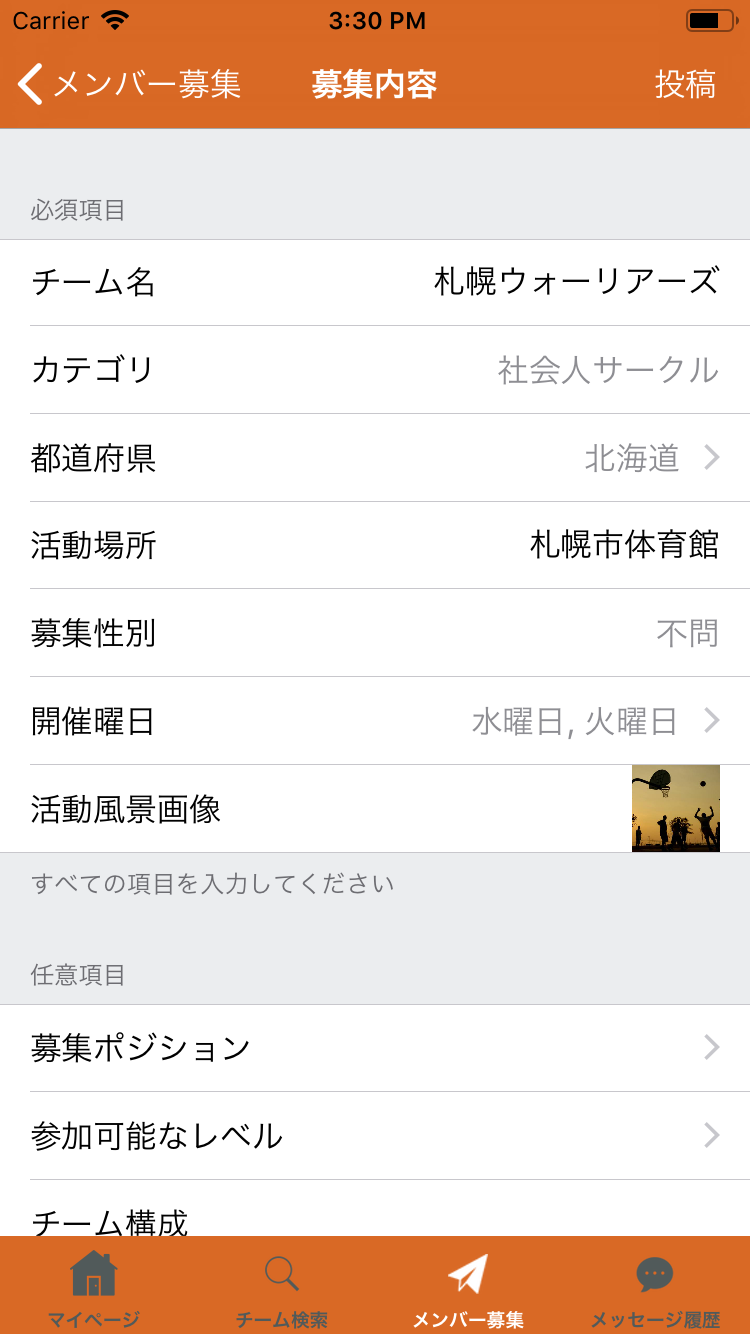 Carrier 3:30 PM
メンバー募集 募集内容 投稿
必須項目
チーム名 札幌ウォーリアーズ
カテゴリ 社会人サークル
都道府県 北海道
活動場所 札幌市体育館
募集性別 不問
開催曜日 水曜日, 火曜日
活動風景画像
すべての項目を入力してください
任意項目
募集ポジション
参加可能なレベル
チーム構成
マイページ チーム検索 メンバー募集 メッセージ履歴